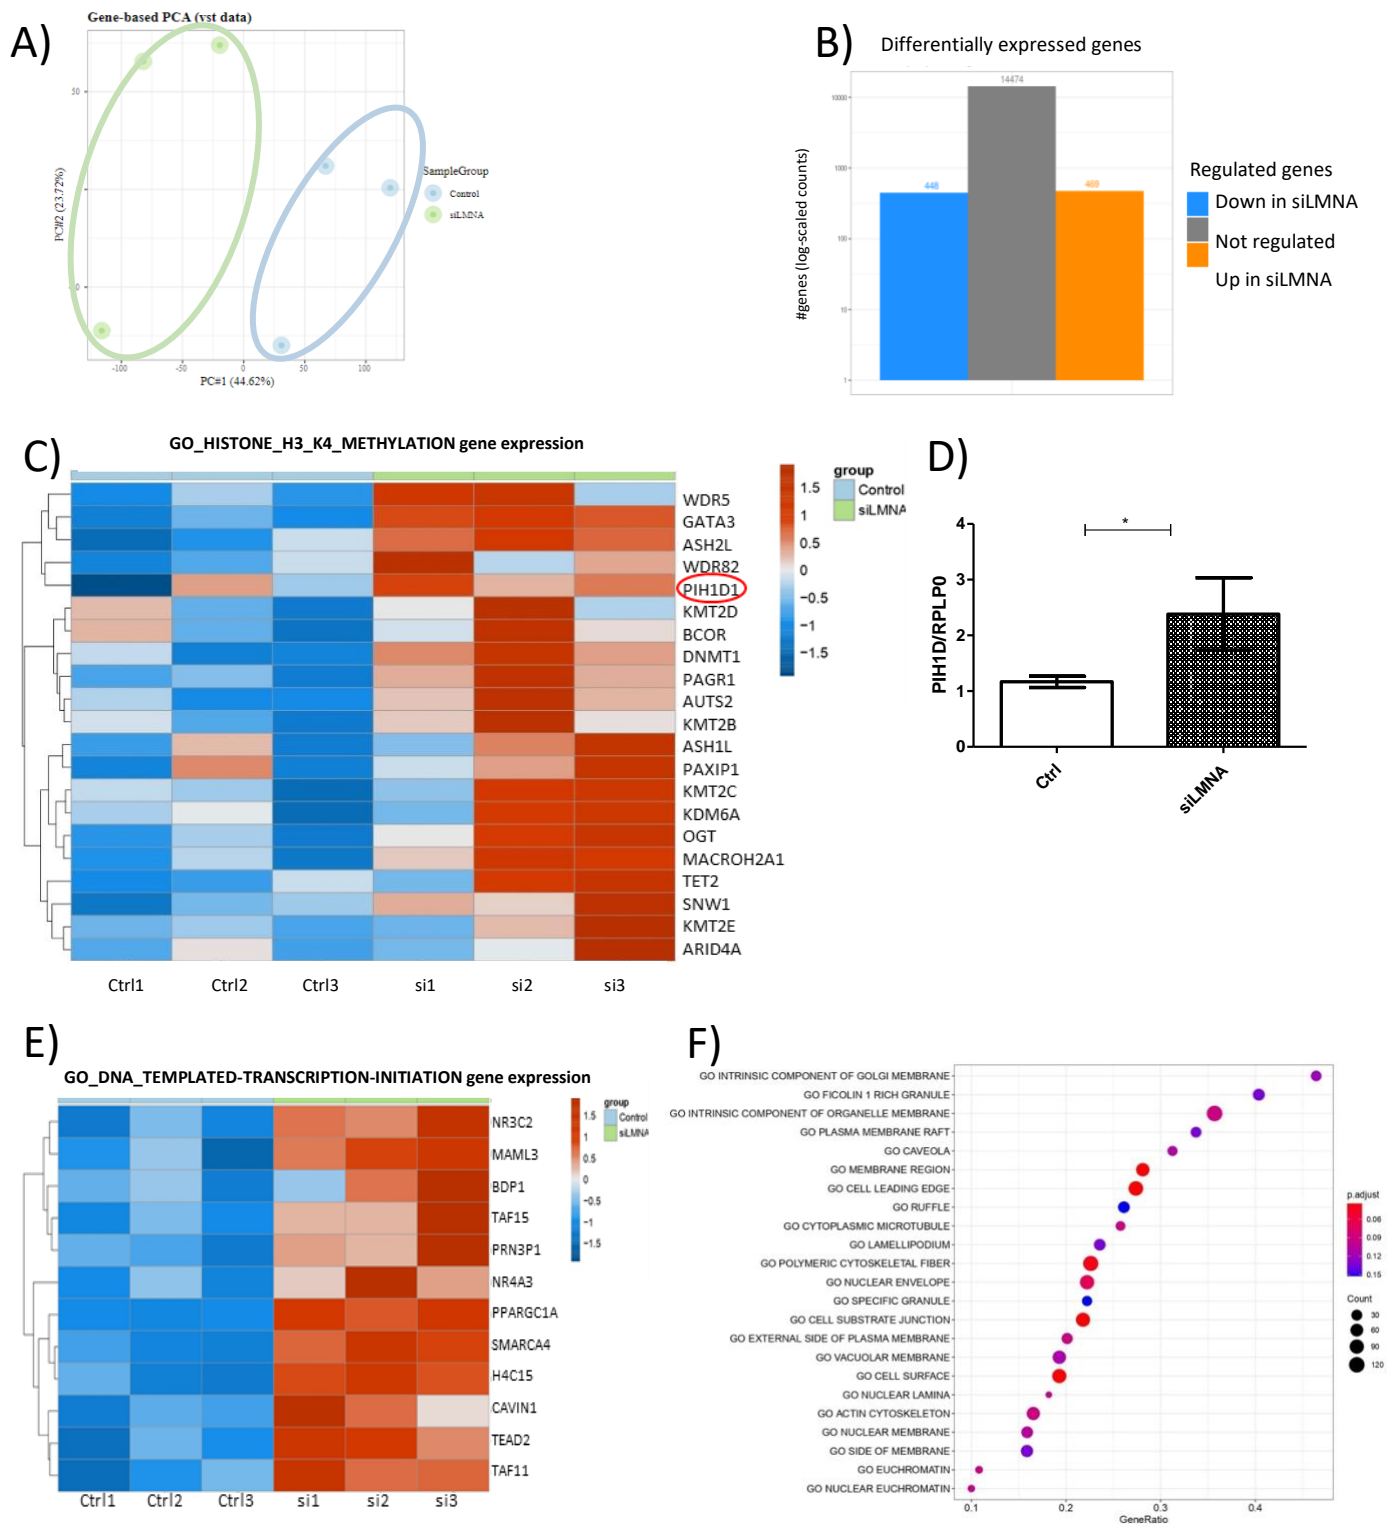 A)
Gene-based PCA (vst data)
50
PC#2 (23.72%)
-100
-50
0
50
100
PC#1 (44.62%)
SampleGroup
Control
siLMNA
B)
Differentially expressed genes
14474
448
469
10000
1000
100
10
1
#genes (log-scaled counts)
Regulated genes
Down in siLMNA
Not regulated
Up in siLMNA
C)
GO_HISTONE_H3_K4_METHYLATION gene expression
WDR5
GATA3
ASH2L
WDR82
PIH1D1
KMT2D
BCOR
DNMT1
PAGR1
AUTS2
KMT2B
ASH1L
PAXIP1
KMT2C
KDM6A
OGT
MACROH2A1
TET2
SNW1
KMT2E
ARID4A
Ctrl1 Ctrl2 Ctrl3 si1 si2 si3
1.5
1
0.5
0
−0.5
−1
−1.5
group
Control
siLMNA
D)
*
4
3
2
1
0
PIH1D/RPLP0
Ctrl
siLMNA
E)
GO_DNA_TEMPLATED-TRANSCRIPTION-INITIATION gene expression
NR3C2
MAML3
BDP1
TAF15
PRN3P1
NR4A3
PPARGC1A
SMARCA4
H4C15
CAVIN1
TEAD2
TAF11
Ctrl1 Ctrl2 Ctrl3 si1 si2 si3
1.5
1
0.5
0
−0.5
−1
−1.5
group
Control
siLMNA
F)
GO INTRINSIC COMPONENT OF GOLGI MEMBRANE
GO FICOLIN 1 RICH GRANULE
GO INTRINSIC COMPONENT OF ORGANELLE MEMBRANE
GO PLASMA MEMBRANE RAFT
GO CAVEOLA
GO MEMBRANE REGION
GO CELL LEADING EDGE
GO RUFFLE
GO CYTOPLASMIC MICROTUBULE
GO LAMELLIPODIUM
GO POLYMERIC CYTOSKELETAL FIBER
GO NUCLEAR ENVELOPE
GO SPECIFIC GRANULE
GO CELL SUBSTRATE JUNCTION
GO EXTERNAL SIDE OF PLASMA MEMBRANE
GO VACUOLAR MEMBRANE
GO CELL SURFACE
GO NUCLEAR LAMINA
GO ACTIN CYTOSKELETON
GO NUCLEAR MEMBRANE
GO SIDE OF MEMBRANE
GO EUCHROMATIN
GO NUCLEAR EUCHROMATIN
0.1 0.2 0.3 0.4
GeneRatio
p.adjust
0.06
0.09
0.12
0.15
Count
30
60
90
120